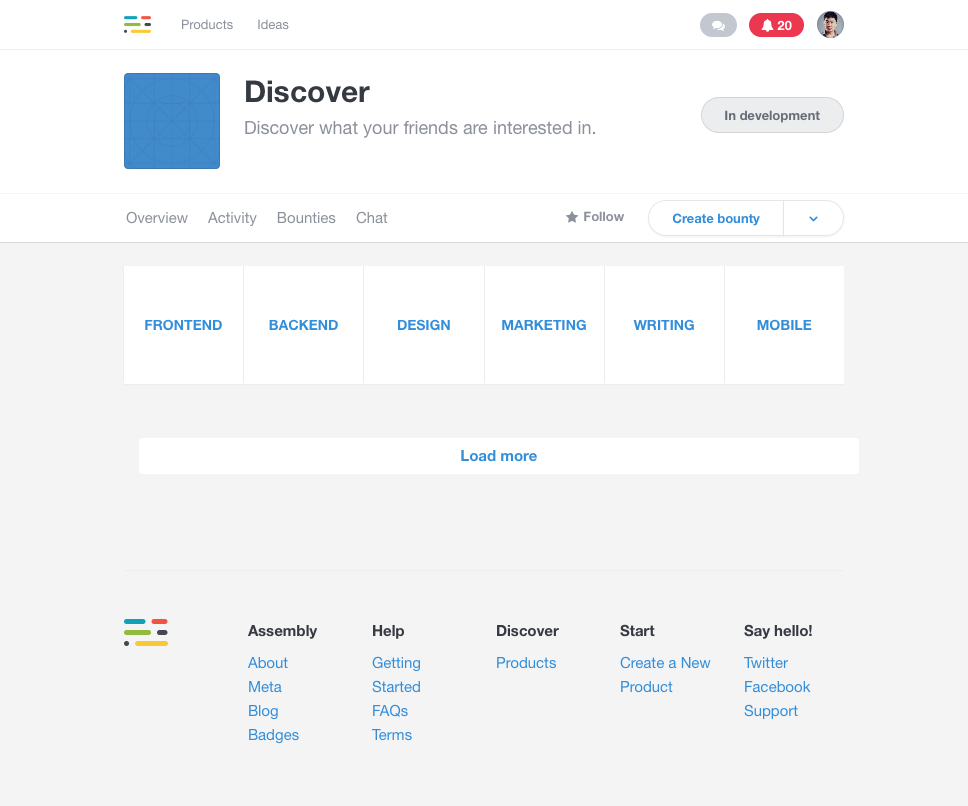 Products Ideas 20
Discover
Discover what your friends are interested in.
In development
Overview Activity Bounties Chat Follow Create bounty
FRONTEND BACKEND DESIGN MARKETING WRITING MOBILE
Load more
Assembly Help Discover Start Say hello!
About Getting Products Create a New Twitter
Meta Started Product Facebook
Blog FAQs Support
Badges Terms